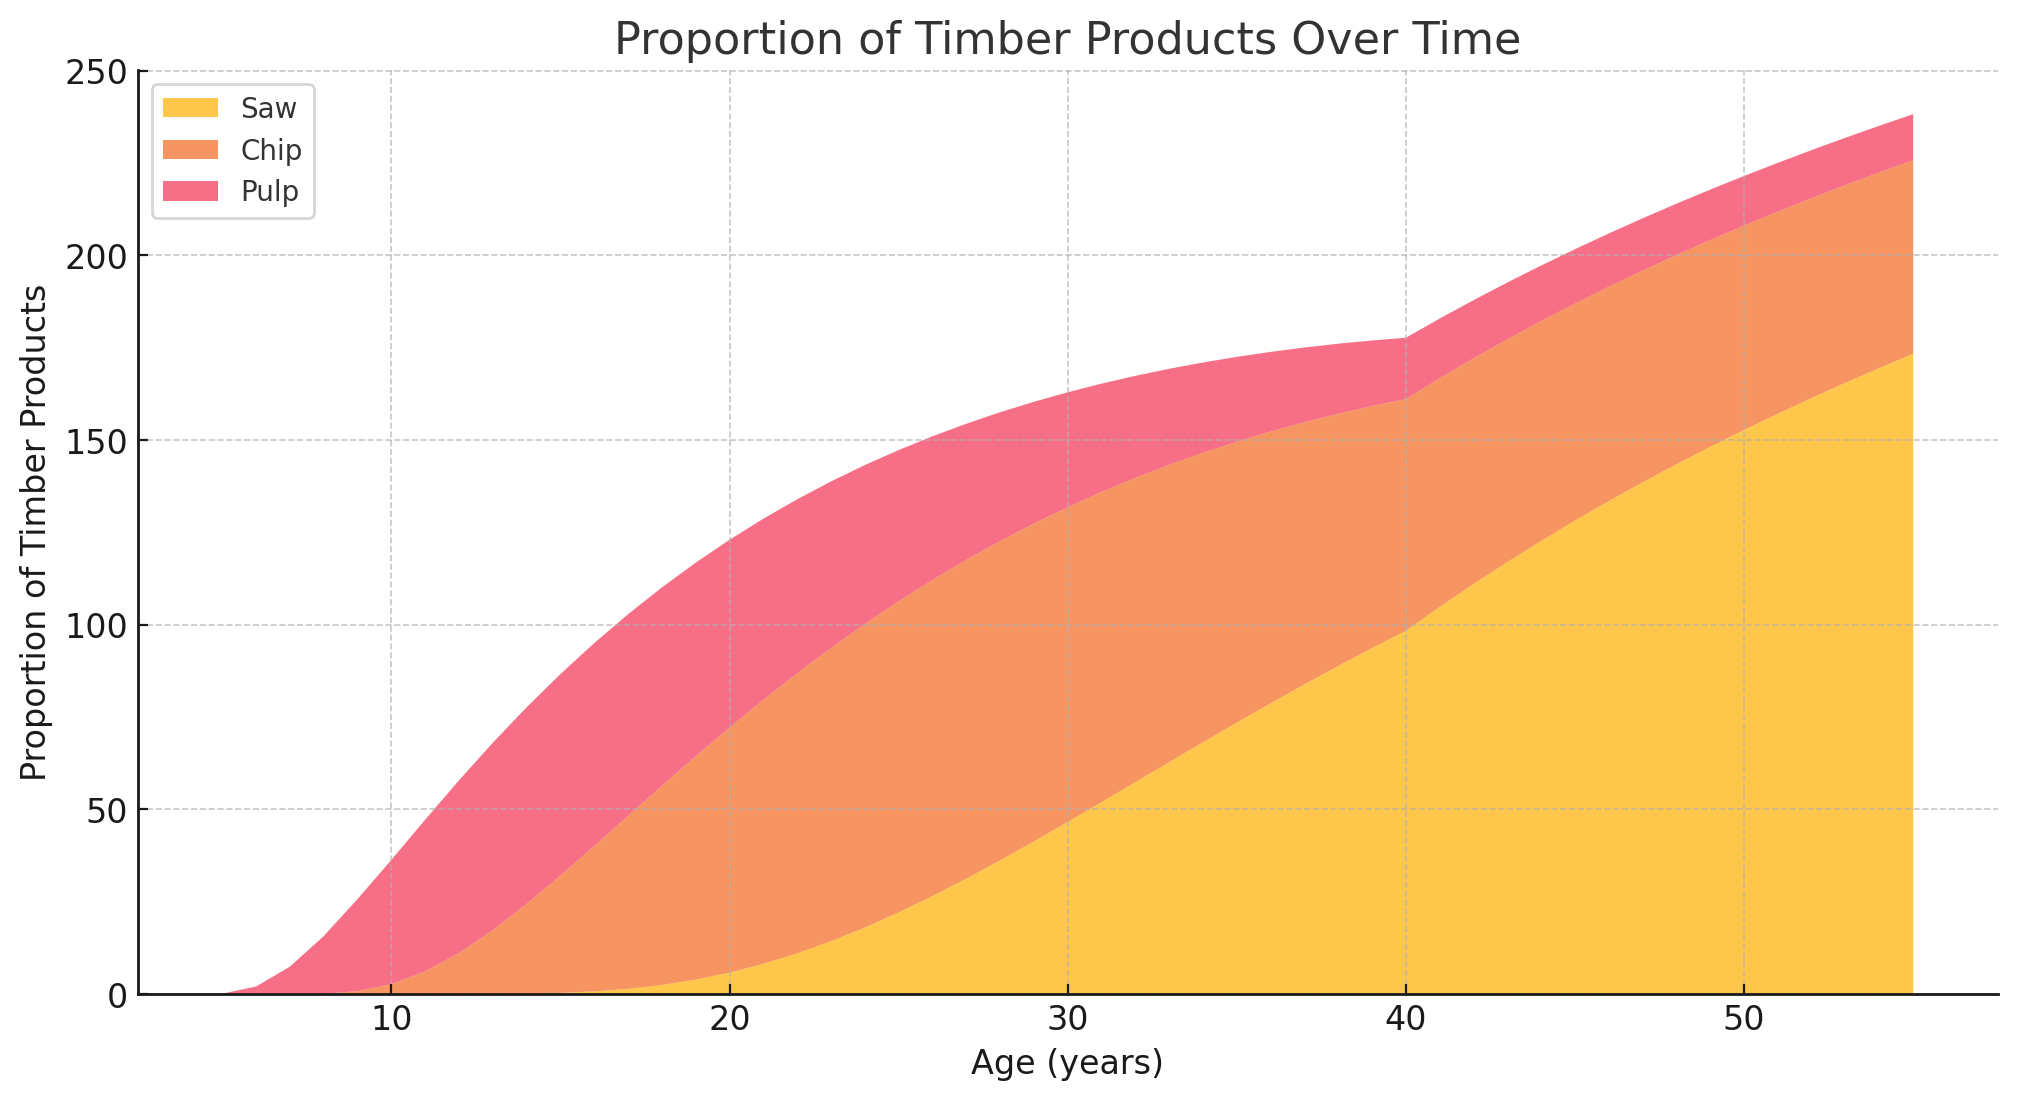 Proportion of Timber Products Over Time
Proportion of Timber Products
250
200
150
100
50
0
Saw
Chip
Pulp
10 20 30 40 50
Age (years)